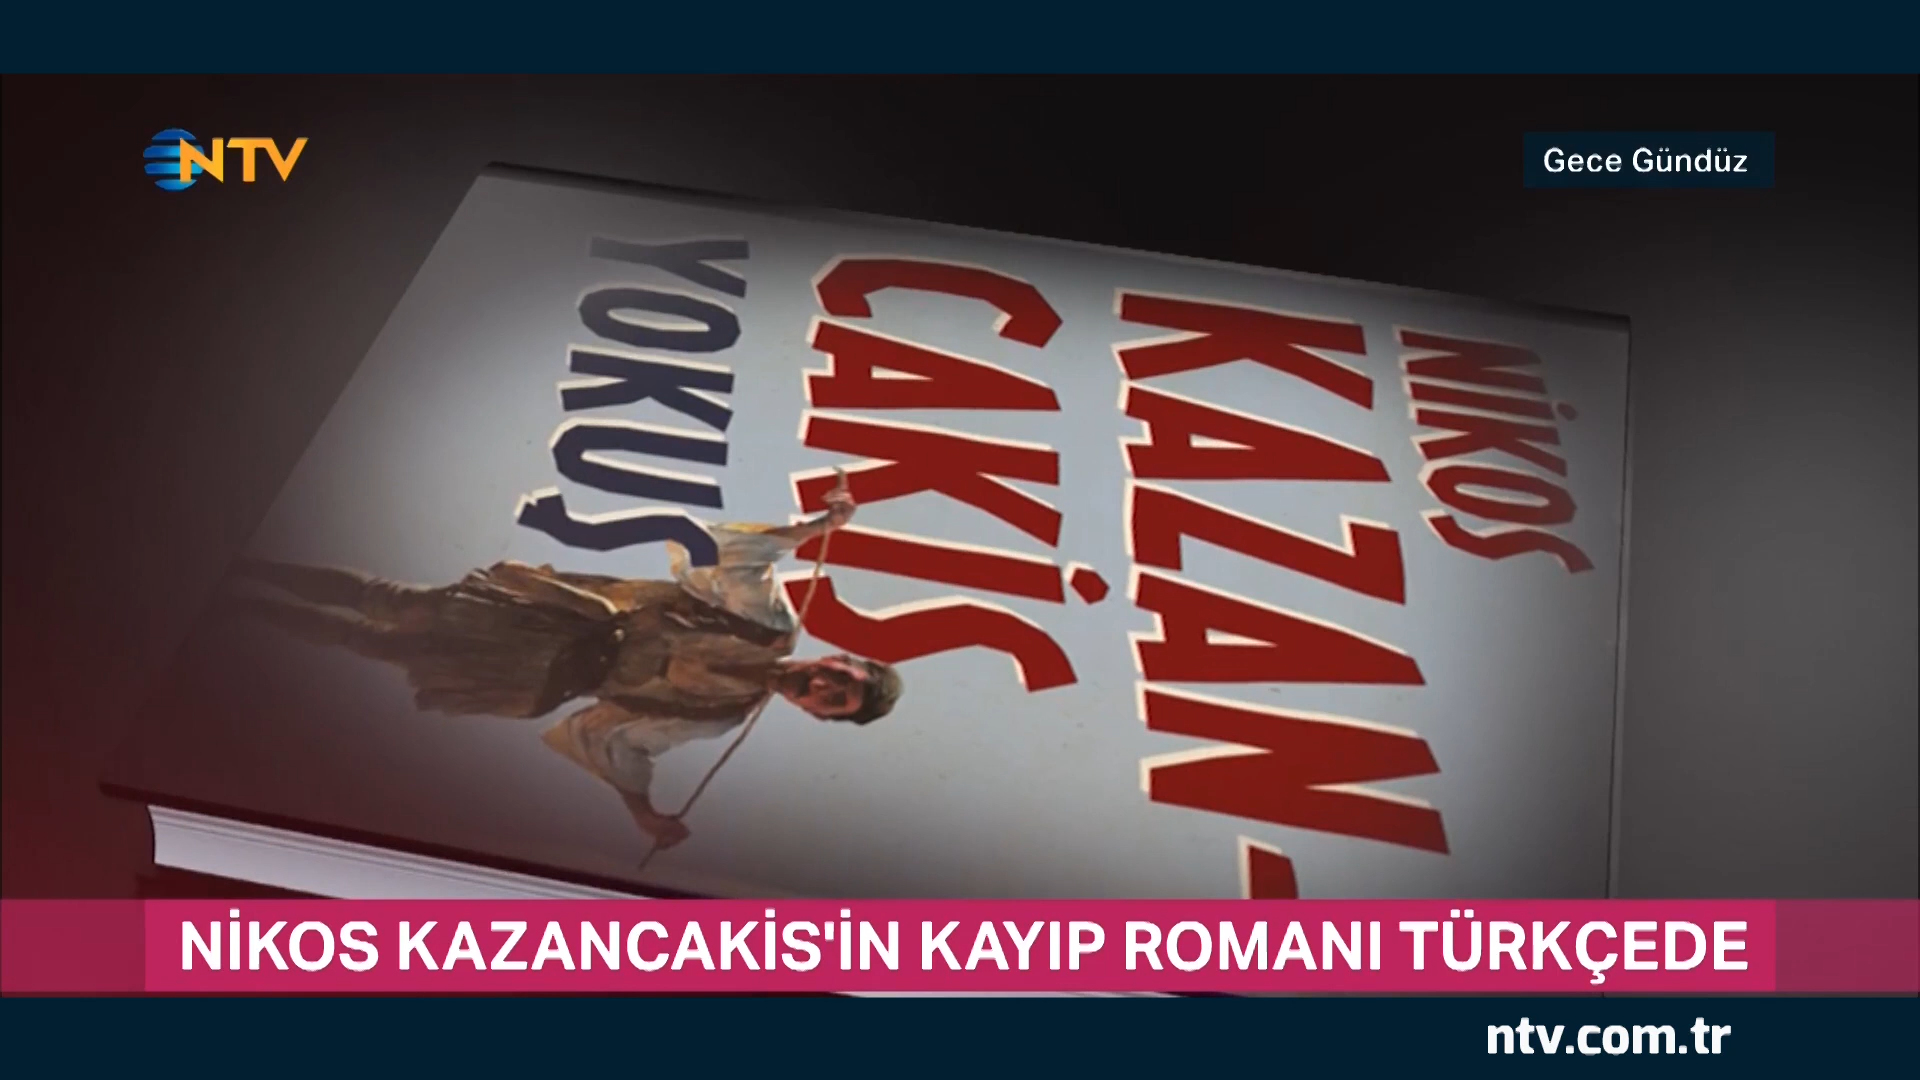 NTV
Gece Gündüz
NİKOS
KAZAN-
CAKİS
YOKUŞ
NİKOS KAZANCAKİS'İN KAYIP ROMANI TÜRKÇEDE
ntv.com.tr